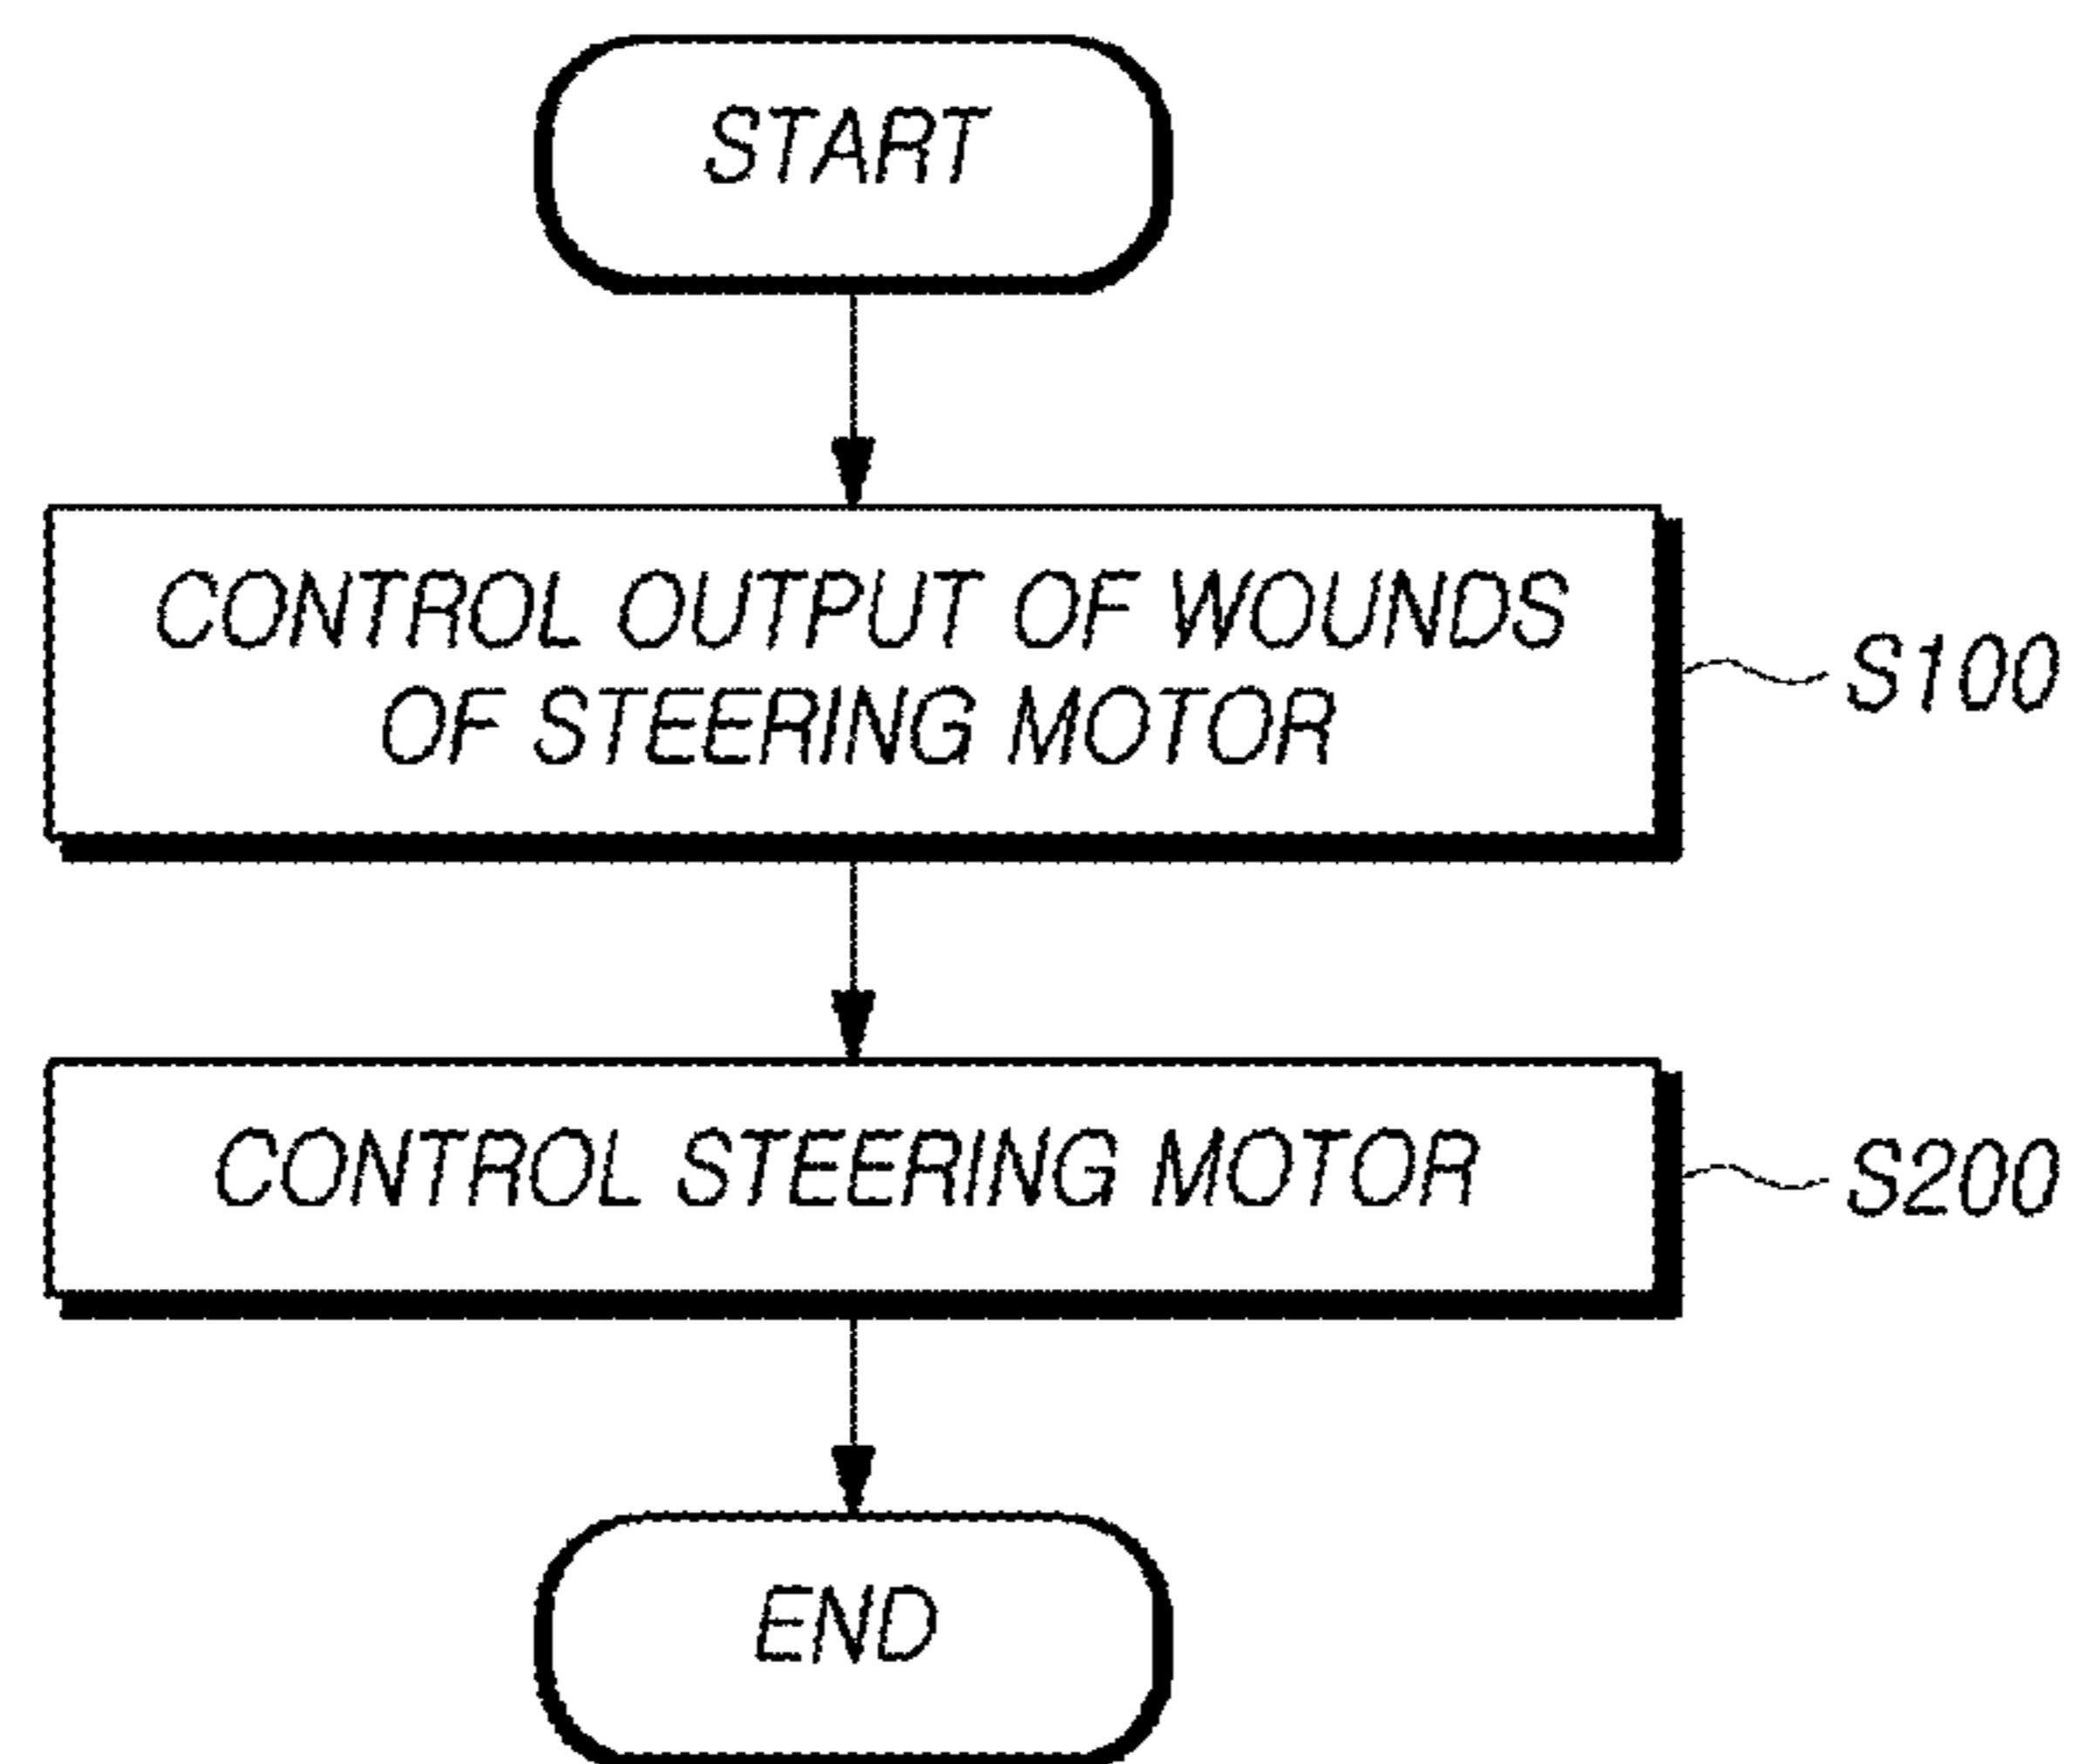 START
CONTROL OUTPUT OF WOUNDS
OF STEERING MOTOR
S100
CONTROL STEERING MOTOR
S200
END